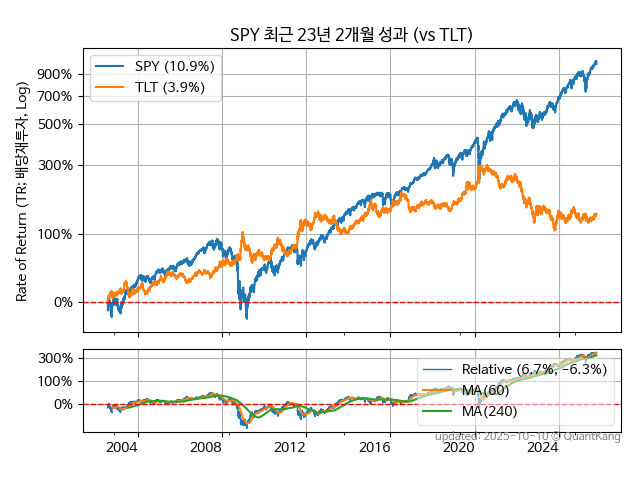 SPY 최근 23년 2개월 성과 (vs TLT)
Rate of Return (TR: 배당재투자, Log)
900%
700%
500%
300%
100%
0%
SPY (10.9%)
TLT (3.9%)
300%
100%
0%
Relative (6.7%, −6.3%)
MA(60)
MA(240)
2004 2008 2012 2016 2020 2024
updated: 2025-10-10 © QuantKang